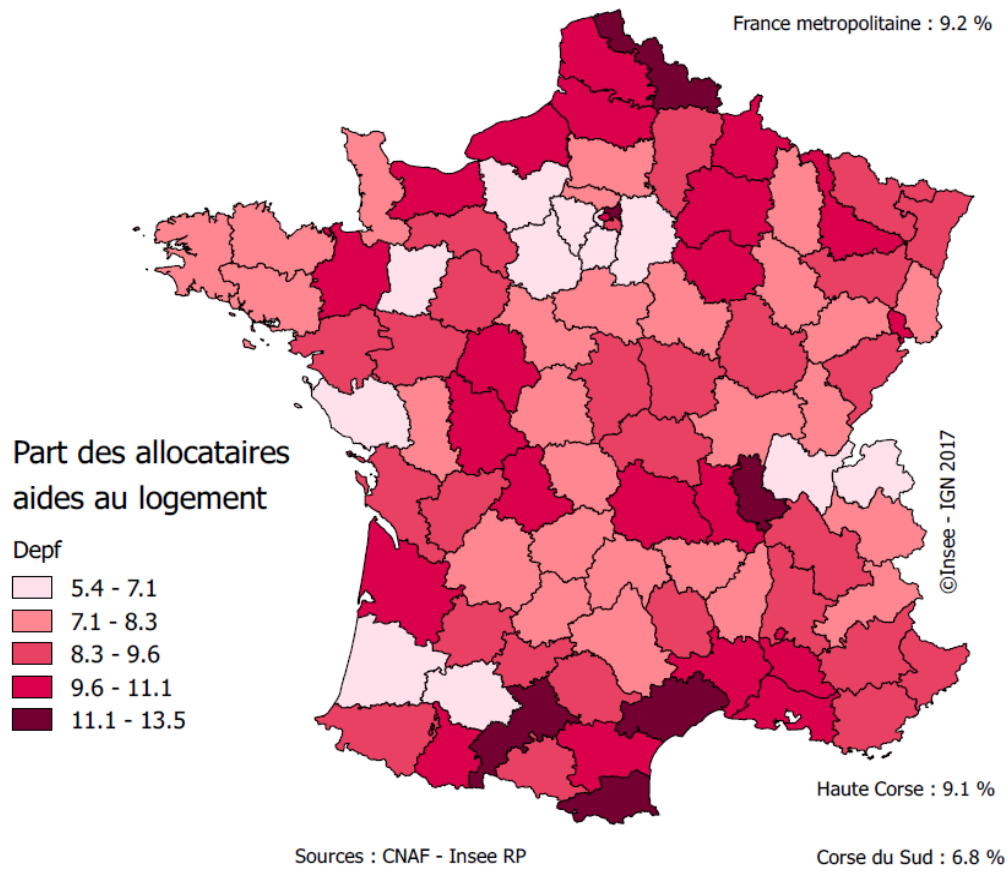 France metropolitaine : 9.2 %
Part des allocataires
aides au logement
Depf
5.4 - 7.1
7.1 - 8.3
8.3 - 9.6
9.6 - 11.1
11.1 - 13.5
©Insee - IGN 2017
Haute Corse : 9.1 %
Sources : CNAF - Insee RP
Corse du Sud : 6.8 %